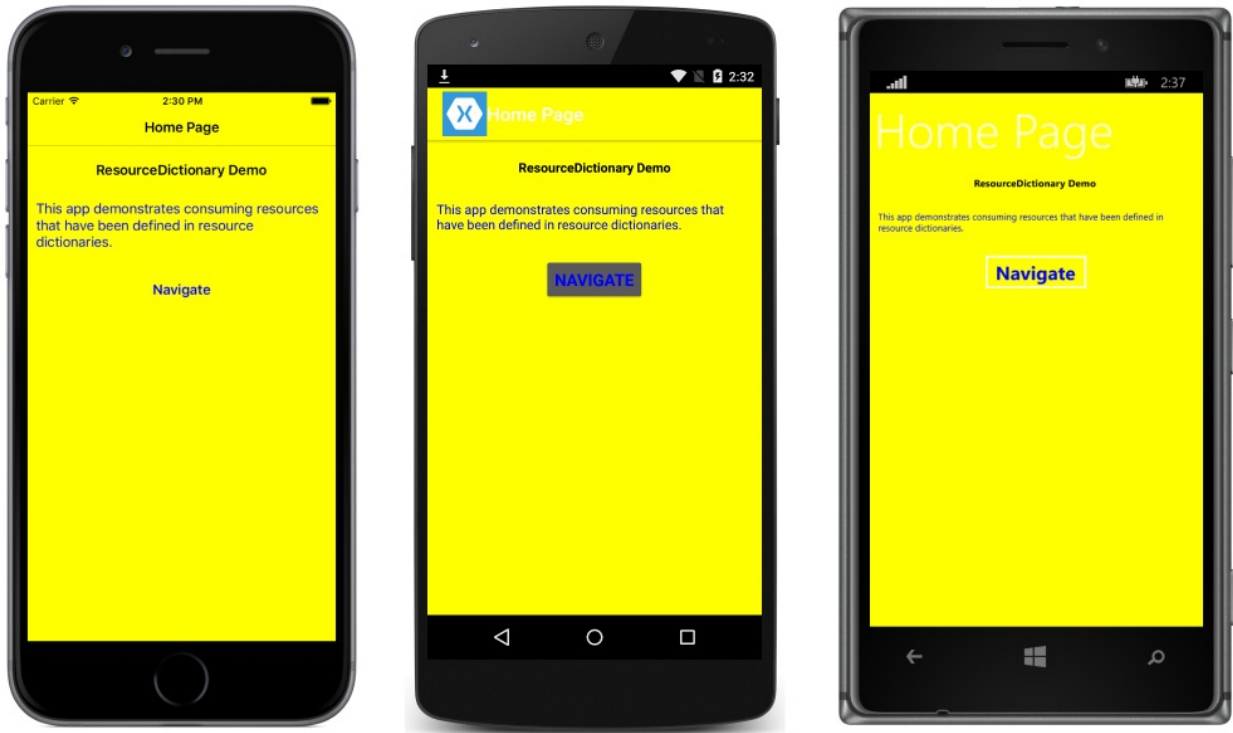 Carrier 2:30 PM
Home Page
ResourceDictionary Demo
This app demonstrates consuming resources
that have been defined in resource
dictionaries.
Navigate
2:32
Home Page
ResourceDictionary Demo
This app demonstrates consuming resources that
have been defined in resource dictionaries.
NAVIGATE
2:37
Home Page
ResourceDictionary Demo
This app demonstrates consuming resources that have been defined in
resource dictionaries.
Navigate